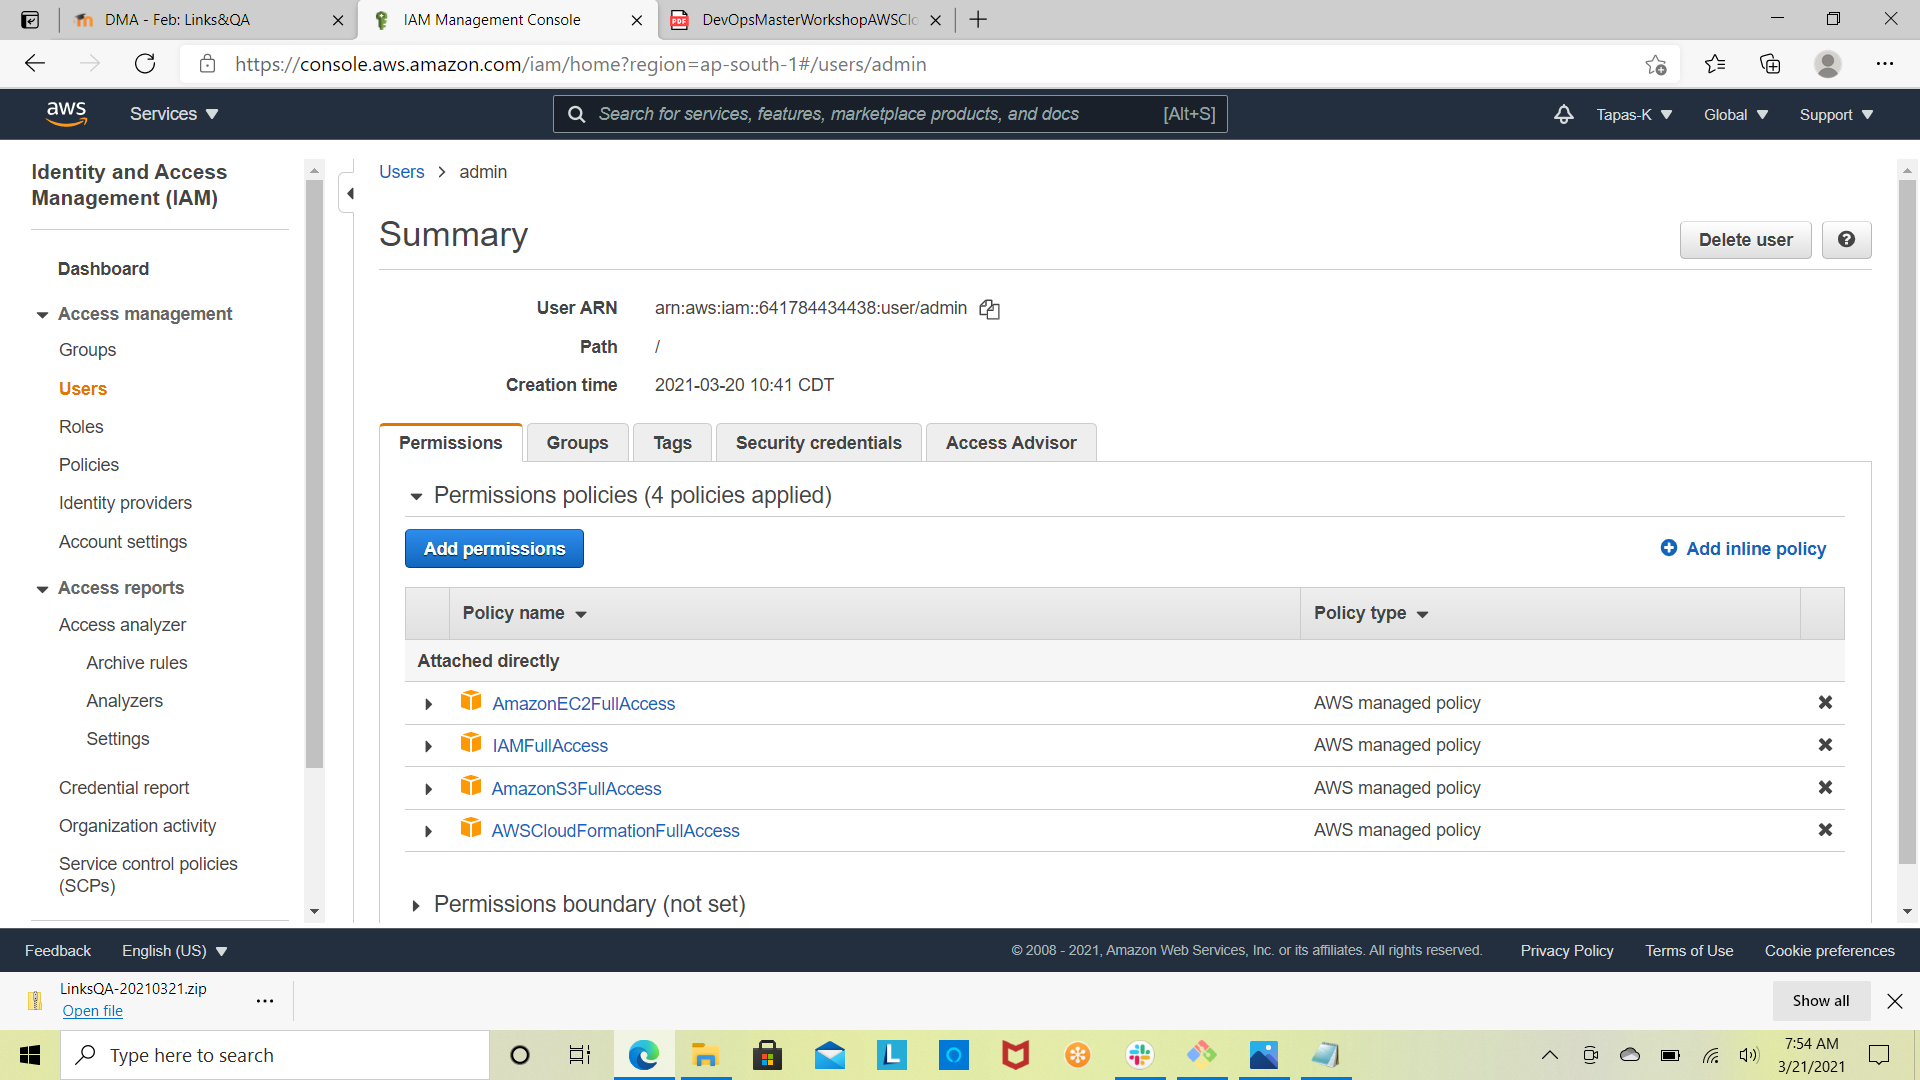 DMA - Feb: Links&QA
IAM Management Console
DevOpsMasterWorkshopAWSClo
https://console.aws.amazon.com/iam/home?region=ap-south-1#/users/admin
aws
Services
Search for services, features, marketplace products, and docs
[Alt+S]
Tapas-K
Global
Support
Identity and Access
Management (IAM)
Dashboard
Access management
Groups
Users
Roles
Policies
Identity providers
Account settings
Access reports
Access analyzer
Archive rules
Analyzers
Settings
Credential report
Organization activity
Service control policies
(SCPs)
Users > admin
Summary
Delete user
User ARN arn:aws:iam::641784434438:user/admin
Path /
Creation time 2021-03-20 10:41 CDT
Permissions
Groups
Tags
Security credentials
Access Advisor
Permissions policies (4 policies applied)
Add permissions
Add inline policy
Policy name
Policy type
Attached directly
AmazonEC2FullAccess AWS managed policy
IAMFullAccess AWS managed policy
AmazonS3FullAccess AWS managed policy
AWSCloudFormationFullAccess AWS managed policy
Permissions boundary (not set)
Feedback
English (US)
© 2008 - 2021, Amazon Web Services, Inc. or its affiliates. All rights reserved.
Privacy Policy
Terms of Use
Cookie preferences
LinksQA-20210321.zip
Open file
Show all
Type here to search
7:54 AM
3/21/2021